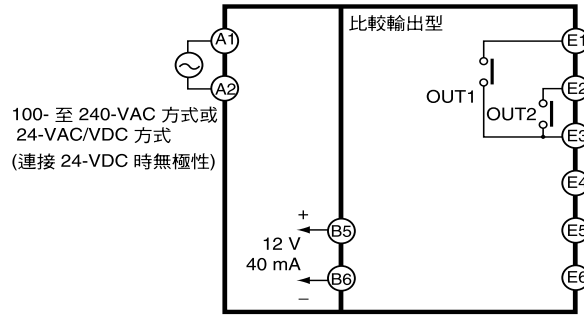 比較輸出型
A1
A2
100- 至 240-VAC 方式或
24-VAC/VDC 方式
(連接 24-VDC 時無極性)
OUT1
OUT2
E1
E2
E3
E4
E5
E6
+
12 V
40 mA
−
B5
B6